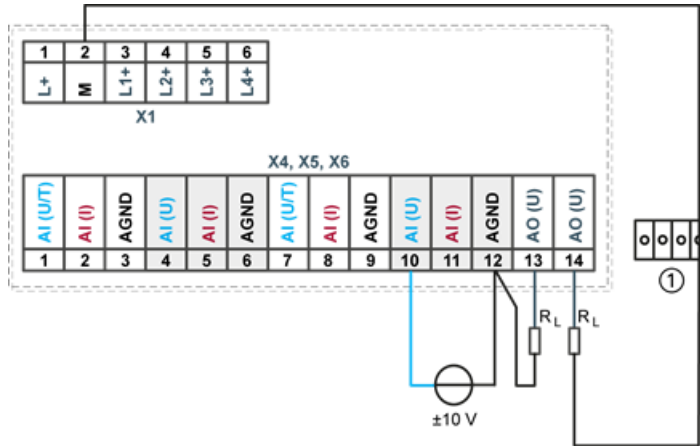 1 2 3 4 5 6
L+ M L1+ L2+ L3+ L4+
X1
X4, X5, X6
AI (U/T) AI (I) AGND AI (U) AI (I) AGND AI (U/T) AI (I) AGND AI (U) AI (I) AGND AO (U) AO (U)
1 2 3 4 5 6 7 8 9 10 11 12 13 14
①
RL RL
±10 V